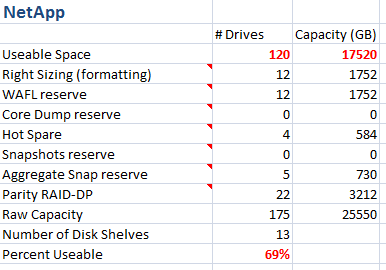 NetApp
# Drives Capacity (GB)
Useable Space 120 17520
Right Sizing (formatting) 12 1752
WAFL reserve 12 1752
Core Dump reserve 0 0
Hot Spare 4 584
Snapshots reserve 0 0
Aggregate Snap reserve 5 730
Parity RAID-DP 22 3212
Raw Capacity 175 25550
Number of Disk Shelves 13
Percent Useable 69%